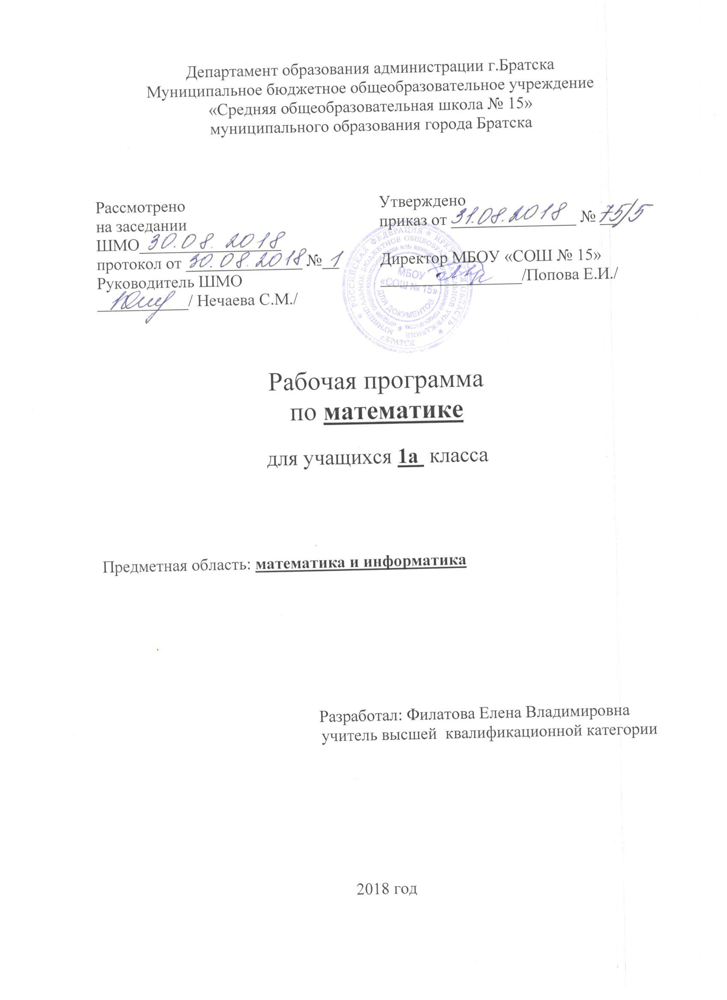 Департамент образования администрации г.Братска
Муниципальное бюджетное общеобразовательное учреждение
«Средняя общеобразовательная школа № 15»
муниципального образования города Братска
Рассмотрено
на заседании
ШМО 30.08. 2018
протокол от 30.08.2018 № 1
Руководитель ШМО
/ Нечаева С.М./
Утверждено
приказ от 31.08.2018 № 75/5
Директор МБОУ «СОШ № 15»
/Попова Е.И./
РОССИЙСКАЯ ФЕДЕРАЦИЯ * ИРКУТСКАЯ ОБЛАСТЬ *
г.БРАТСК *
МУНИЦИПАЛЬНОЕ БЮДЖЕТНОЕ ОБЩЕОБРАЗОВАТЕЛЬНОЕ УЧРЕЖДЕНИЕ
МБОУ
«СОШ № 15»
ДЛЯ ДОКУМЕНТОВ
Рабочая программа
по математике
для учащихся 1а класса
Предметная область: математика и информатика
Разработал: Филатова Елена Владимировна
учитель высшей квалификационной категории
2018 год